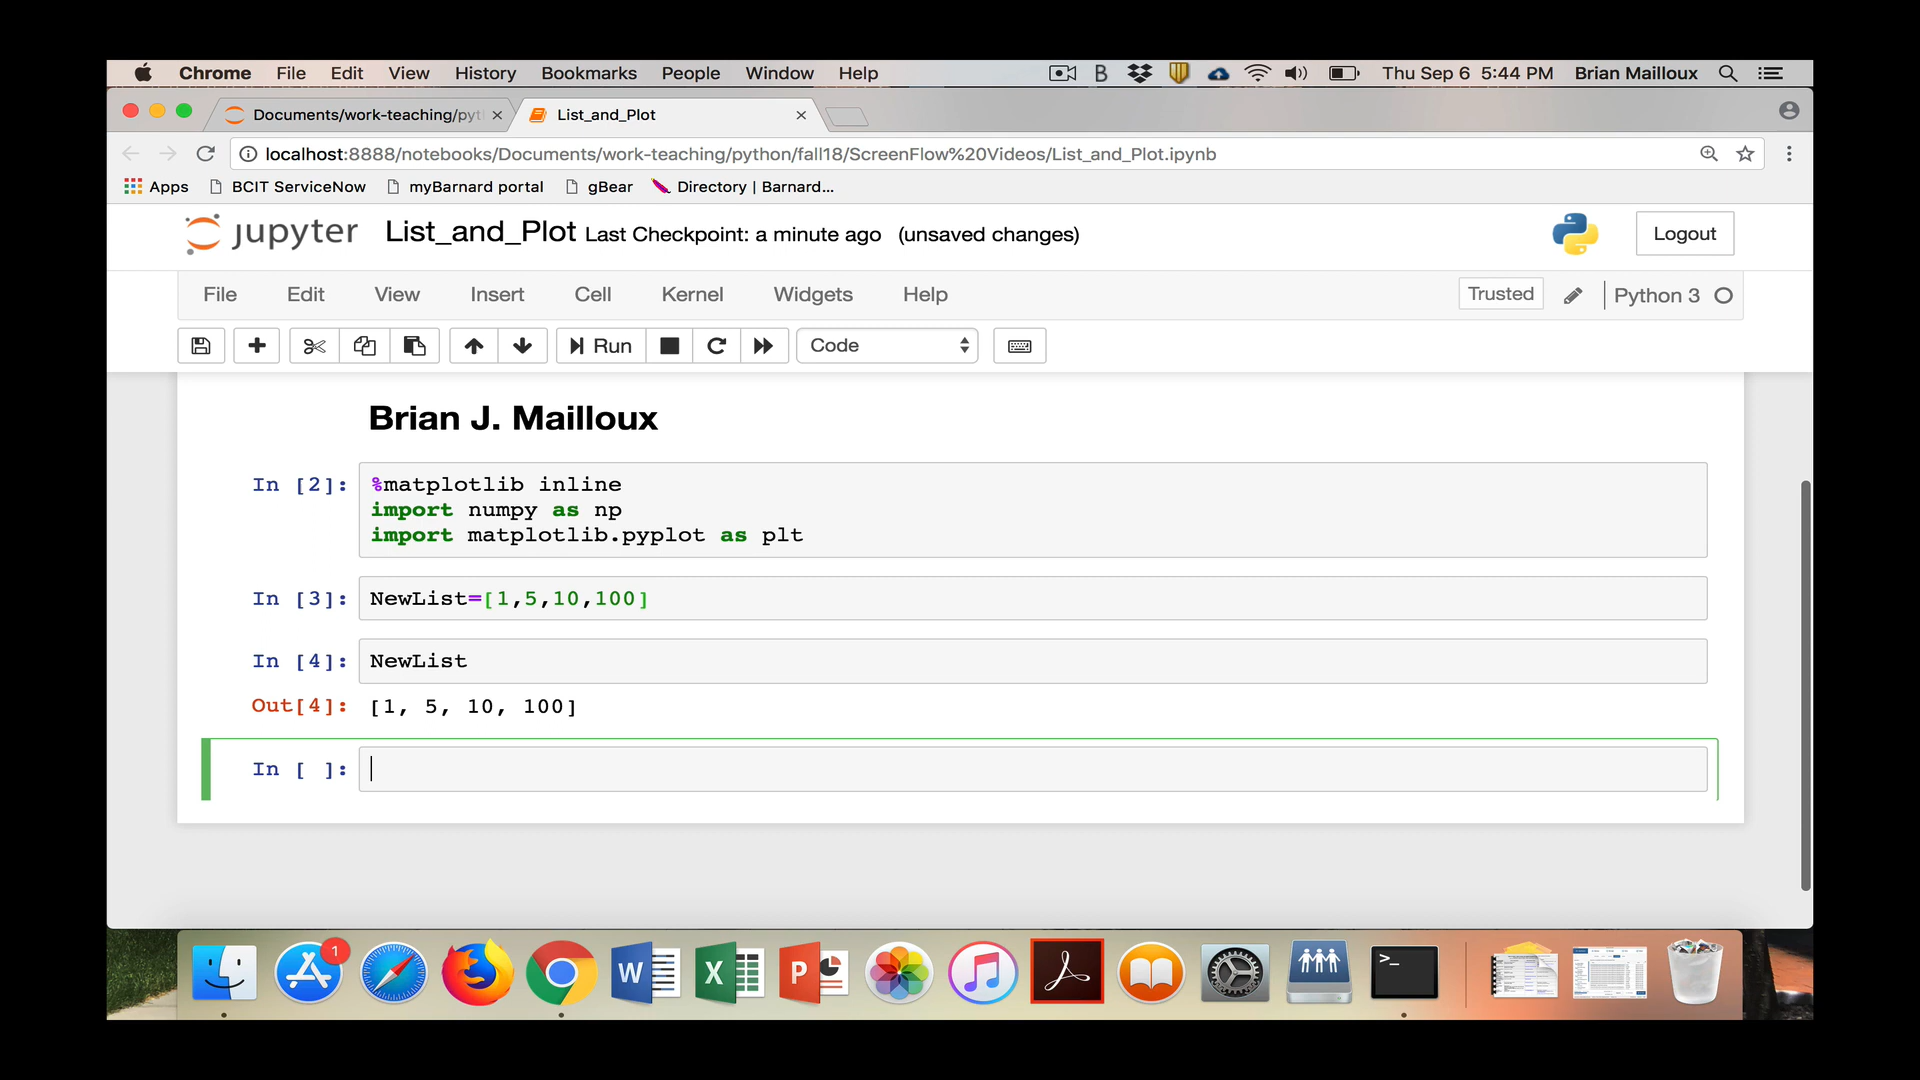 Chrome File Edit View History Bookmarks People Window Help Thu Sep 6 5:44 PM Brian Mailloux
Documents/work-teaching/pyt List_and_Plot
localhost:8888/notebooks/Documents/work-teaching/python/fall18/ScreenFlow%20Videos/List_and_Plot.ipynb
Apps BCIT ServiceNow myBarnard portal gBear Directory | Barnard...
jupyter List_and_Plot Last Checkpoint: a minute ago (unsaved changes) Logout
File Edit View Insert Cell Kernel Widgets Help Trusted Python 3
Run Code
Brian J. Mailloux
In [2]: %matplotlib inline
import numpy as np
import matplotlib.pyplot as plt
In [3]: NewList=[1,5,10,100]
In [4]: NewList
Out[4]: [1, 5, 10, 100]
In [ ]:
1
W X P >_